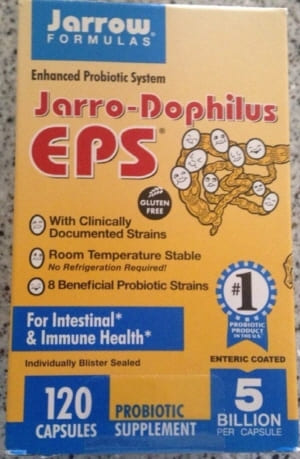 Jarrow
FORMULAS®
Enhanced Probiotic System
Jarro-Dophilus
EPS®
GLUTEN
FREE
With Clinically
Documented Strains
Room Temperature Stable
No Refrigeration Required!
8 Beneficial Probiotic Strains
#1
PROBIOTIC
PRODUCT
IN THE U.S.
For Intestinal*
& Immune Health*
ENTERIC COATED
Individually Blister Sealed
120
CAPSULES
PROBIOTIC
SUPPLEMENT
5
BILLION
PER CAPSULE